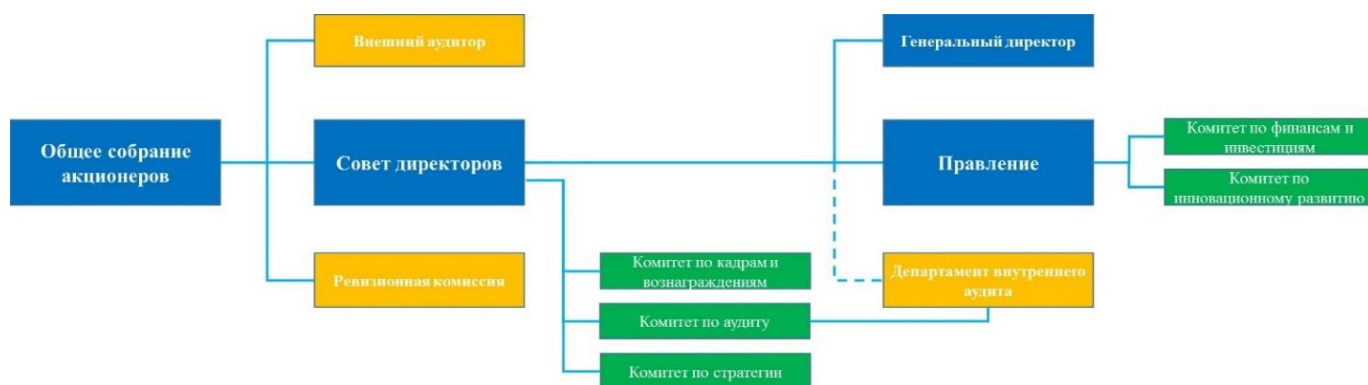 Внешний аудитор
Генеральный директор
Общее собрание
акционеров
Совет директоров
Правление
Комитет по финансам и
инвестициям
Комитет по
инновационному развитию
Ревизионная комиссия
Комитет по кадрам и
вознаграждениям
Департамент внутреннего
аудита
Комитет по аудиту
Комитет по стратегии